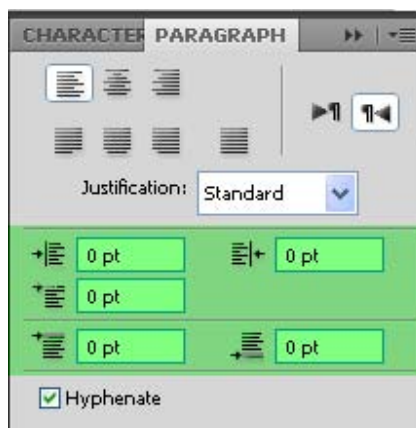 CHARACTER PARAGRAPH
Justification: Standard
0 pt 0 pt
0 pt
0 pt 0 pt
Hyphenate